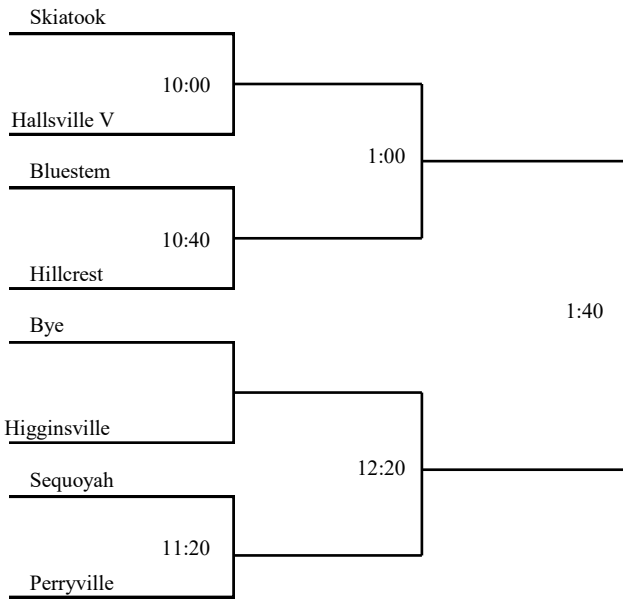 Skiatook
10:00
Hallsville V
1:00
Bluestem
10:40
Hillcrest
1:40
Bye
Higginsville
12:20
Sequoyah
11:20
Perryville